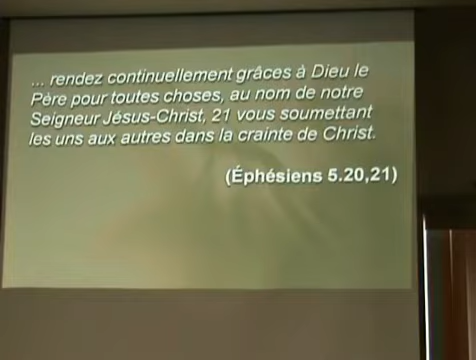 ... rendez continuellement grâces à Dieu le
Père pour toutes choses, au nom de notre
Seigneur Jésus-Christ, 21 vous soumettant
les uns aux autres dans la crainte de Christ.
(Éphésiens 5.20,21)